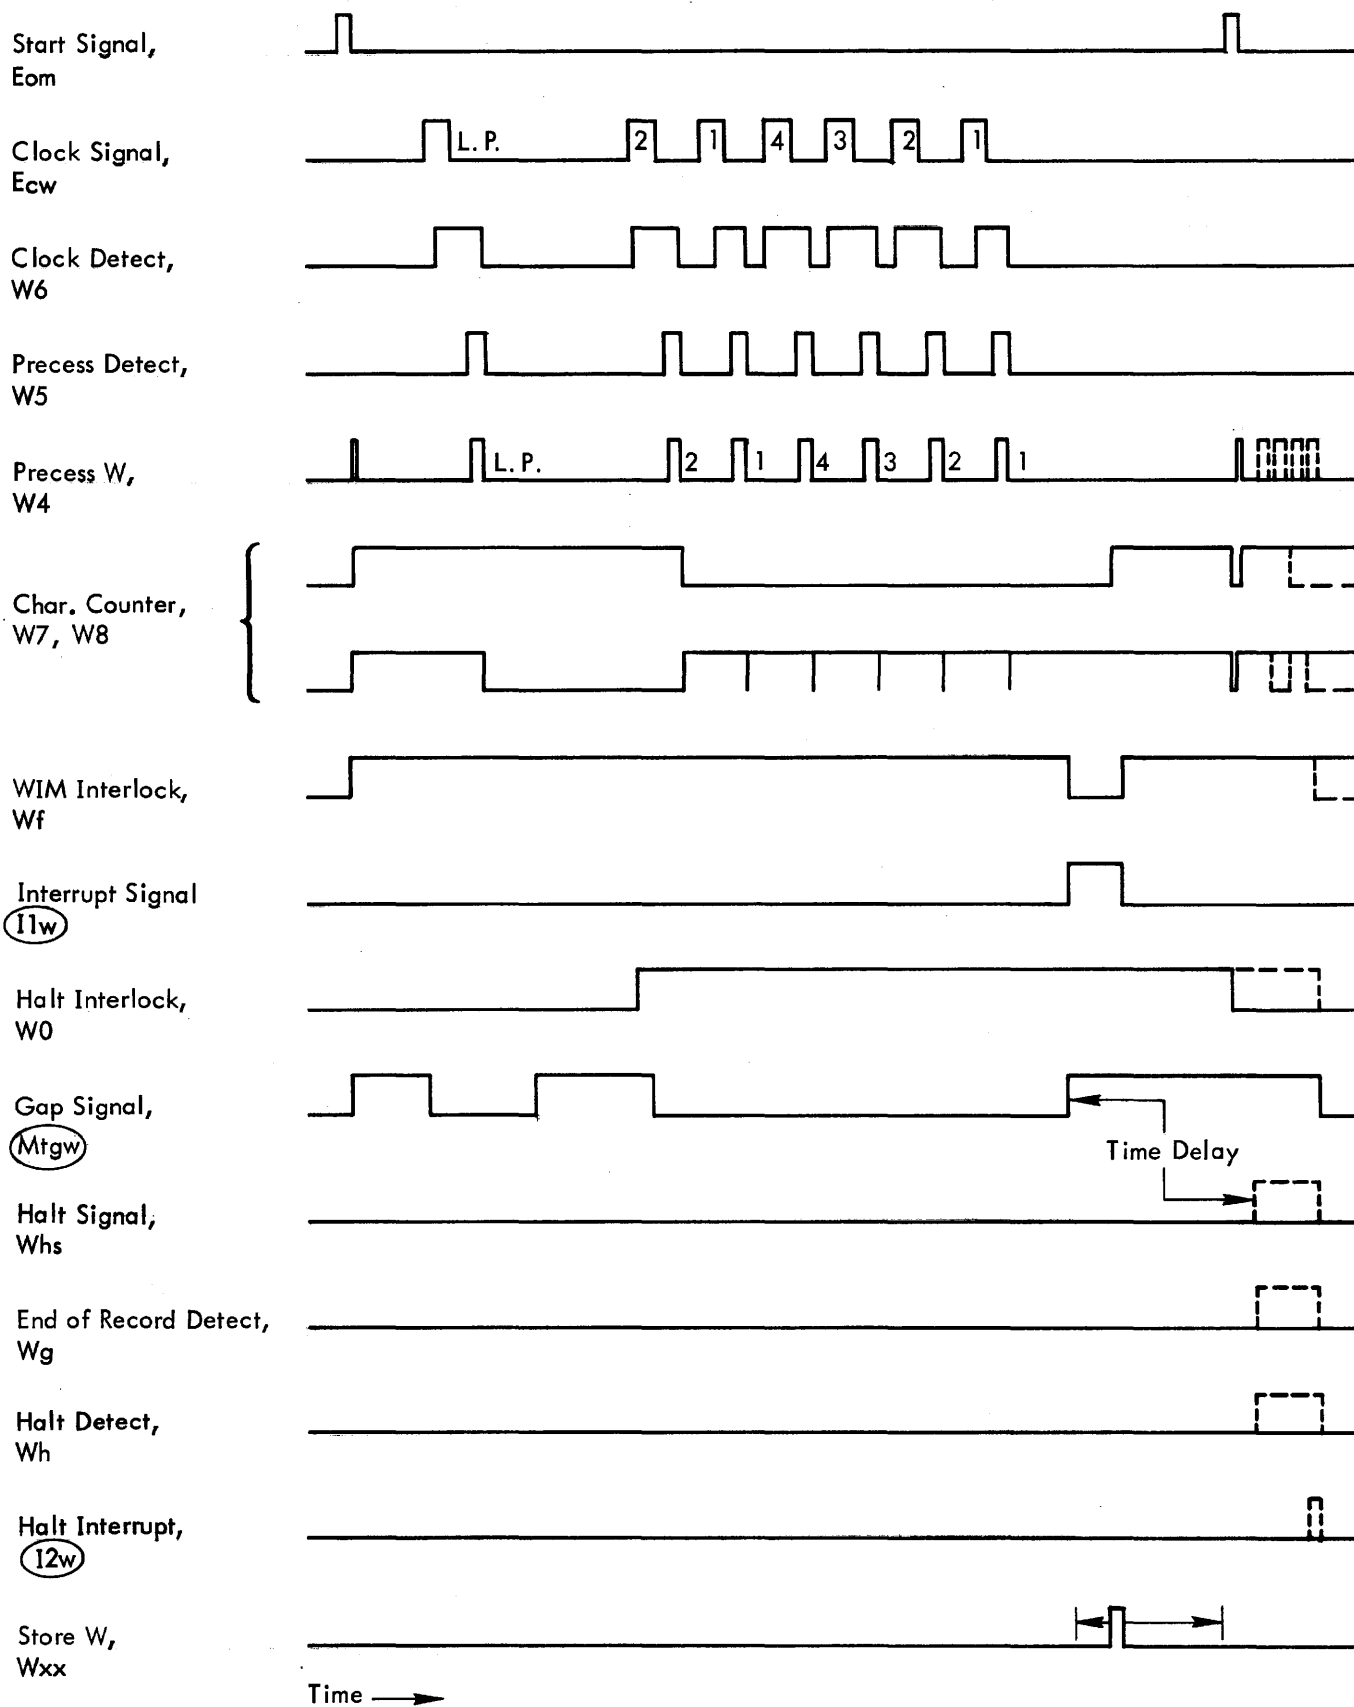 Start Signal,
Eom
Clock Signal,
Ecw
L. P. 2 1 4 3 2 1
Clock Detect,
W6
Precess Detect,
W5
Precess W,
W4
L. P. 2 1 4 3 2 1
Char. Counter,
W7, W8
WIM Interlock,
Wf
Interrupt Signal
I1w
Halt Interlock,
W0
Gap Signal,
Mtgw
Time Delay
Halt Signal,
Whs
End of Record Detect,
Wg
Halt Detect,
Wh
Halt Interrupt,
I2w
Store W,
Wxx
Time